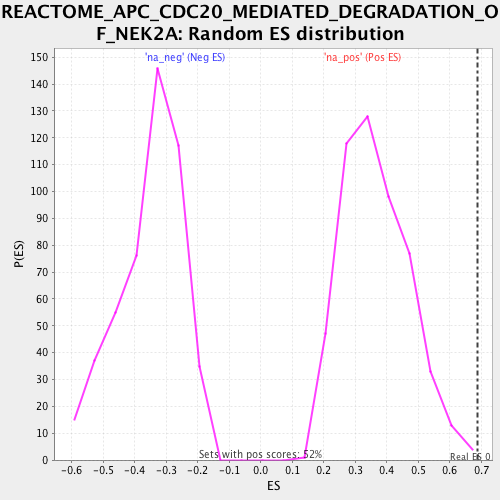 REACTOME_APC_CDC20_MEDIATED_DEGRADATION_O
F_NEK2A: Random ES distribution
'na_neg' (Neg ES)
'na_pos' (Pos ES)
150
140
130
120
110
100
90
80
70
60
50
40
30
20
10
0
P(ES)
Sets with pos scores: 52%
Real ES 0
-0.6 -0.5 -0.4 -0.3 -0.2 -0.1 0.0 0.1 0.2 0.3 0.4 0.5 0.6 0.7
ES